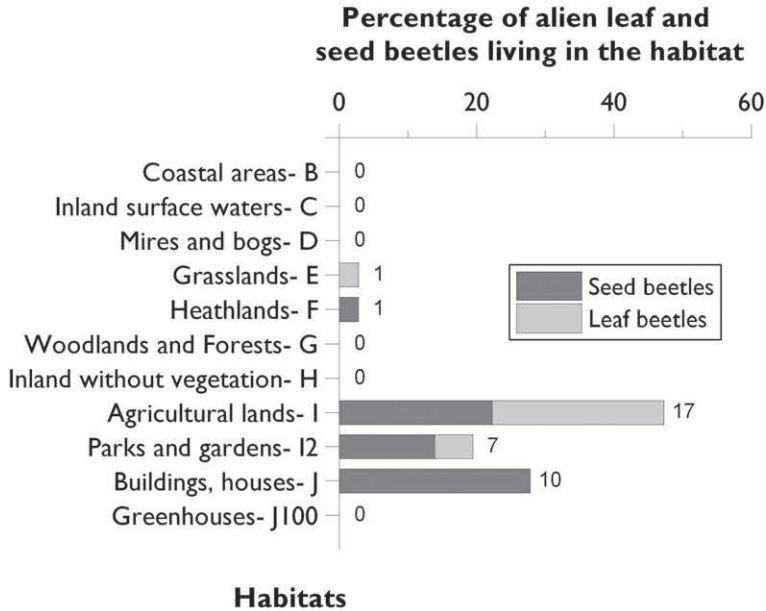 Percentage of alien leaf and
seed beetles living in the habitat
0 20 40 60
Coastal areas- B 0
Inland surface waters- C 0
Mires and bogs- D 0
Grasslands- E 1
Heathlands- F 1
Woodlands and Forests- G 0
Inland without vegetation- H 0
Agricultural lands- I 17
Parks and gardens- I2 7
Buildings, houses- J 10
Greenhouses- J100 0
Seed beetles
Leaf beetles
Habitats